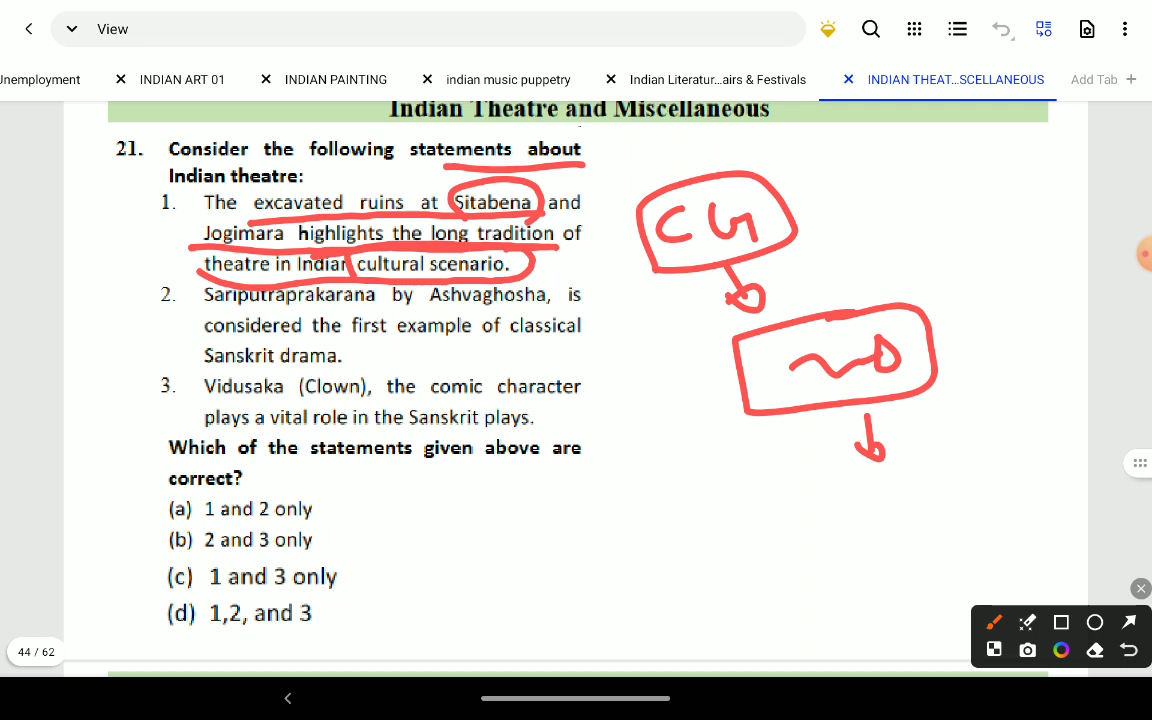 View
Unemployment
INDIAN ART 01
INDIAN PAINTING
indian music puppetry
Indian Literatur...airs & Festivals
INDIAN THEAT...SCELLANEOUS
Add Tab +
Indian Theatre and Miscellaneous
21. Consider the following statements about
Indian theatre:
1. The excavated ruins at Sitabena and
Jogimara highlights the long tradition of
theatre in Indian cultural scenario.
2. Sariputraprakarana by Ashvaghosha, is
considered the first example of classical
Sanskrit drama.
3. Vidusaka (Clown), the comic character
plays a vital role in the Sanskrit plays.
Which of the statements given above are
correct?
(a) 1 and 2 only
(b) 2 and 3 only
(c) 1 and 3 only
(d) 1,2, and 3
CG
44 / 62